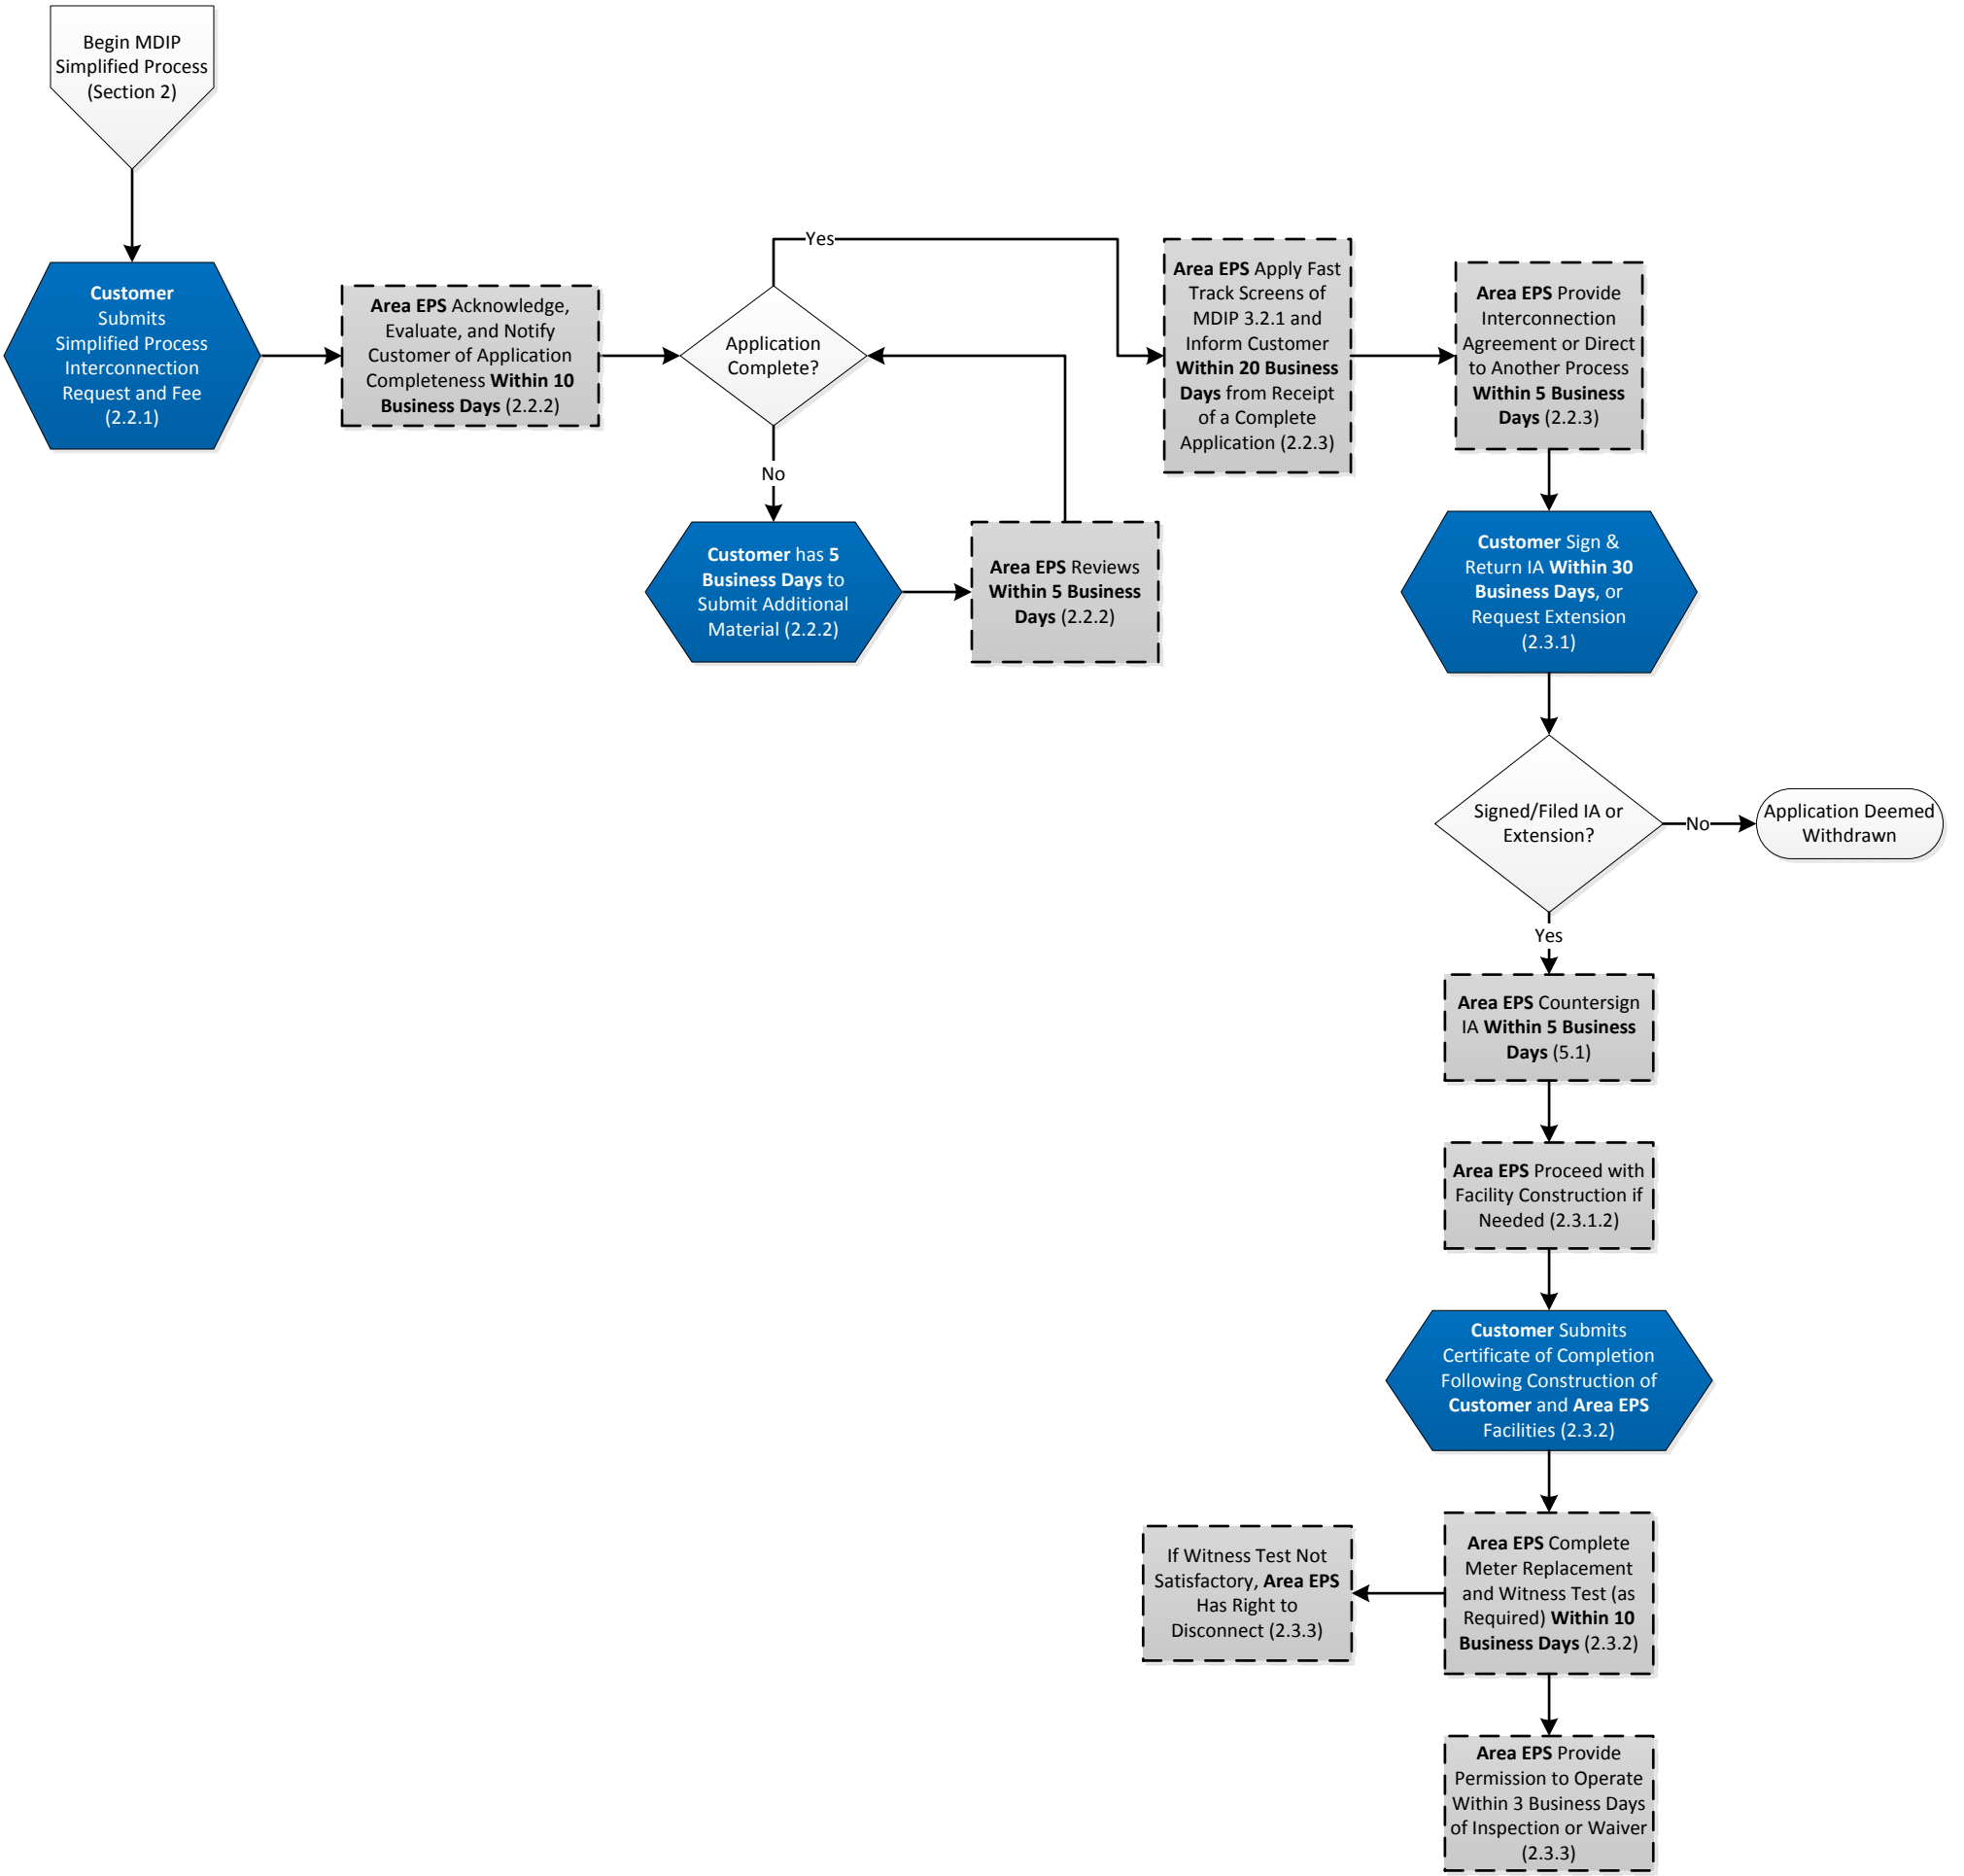 Begin MDIP
Simplified Process
(Section 2)
Customer
Submits
Simplified Process
Interconnection
Request and Fee
(2.2.1)
Area EPS Acknowledge,
Evaluate, and Notify
Customer of Application
Completeness Within 10
Business Days (2.2.2)
Application
Complete?
Yes
No
Customer has 5
Business Days to
Submit Additional
Material (2.2.2)
Area EPS Reviews
Within 5 Business
Days (2.2.2)
Area EPS Apply Fast
Track Screens of
MDIP 3.2.1 and
Inform Customer
Within 20 Business
Days from Receipt
of a Complete
Application (2.2.3)
Area EPS Provide
Interconnection
Agreement or Direct
to Another Process
Within 5 Business
Days (2.2.3)
Customer Sign &
Return IA Within 30
Business Days, or
Request Extension
(2.3.1)
Signed/Filed IA or
Extension?
No
Application Deemed
Withdrawn
Yes
Area EPS Countersign
IA Within 5 Business
Days (5.1)
Area EPS Proceed with
Facility Construction if
Needed (2.3.1.2)
Customer Submits
Certificate of Completion
Following Construction of
Customer and Area EPS
Facilities (2.3.2)
Area EPS Complete
Meter Replacement
and Witness Test (as
Required) Within 10
Business Days (2.3.2)
If Witness Test Not
Satisfactory, Area EPS
Has Right to
Disconnect (2.3.3)
Area EPS Provide
Permission to Operate
Within 3 Business Days
of Inspection or Waiver
(2.3.3)